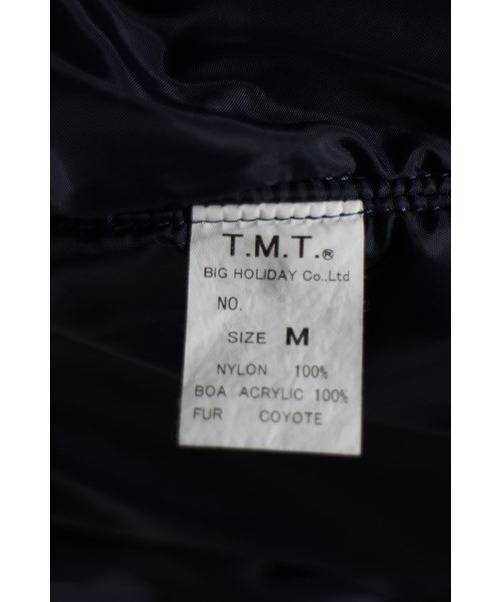 T.M.T.®
BIG HOLIDAY Co.,Ltd
NO.
SIZE M
NYLON 100%
BOA ACRYLIC 100%
FUR COYOTE